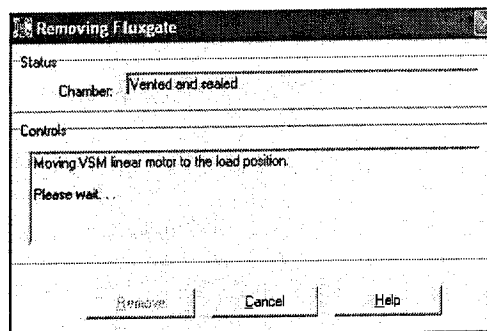 Removing Fluxgate
Status
Chamber: Vented and sealed
Controls
Moving VSM linear motor to the load position.
Please wait. . .
Remove Cancel Help